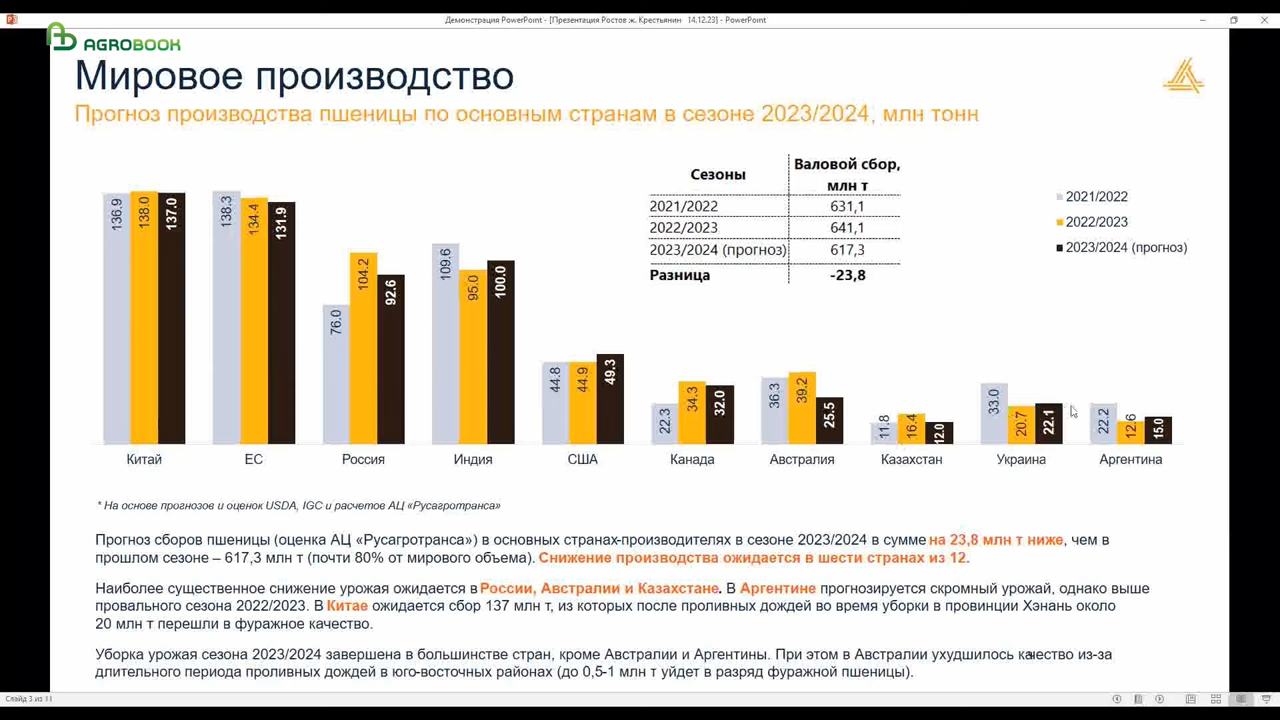 Демонстрация PowerPoint - [Презентация Ростов ж. Крестьянин 14.12.23] - PowerPoint
AGROBOOK
Мировое производство
Прогноз производства пшеницы по основным странам в сезоне 2023/2024, млн тонн
Сезоны Валовой сбор, млн т
2021/2022 631,1
2022/2023 641,1
2023/2024 (прогноз) 617,3
Разница -23,8
2021/2022
2022/2023
2023/2024 (прогноз)
136.9 138.0 137.0
138.3 134.4 131.9
76.0 104.2 92.6
109.6 95.0 100.0
44.8 44.9 49.3
22.3 34.3 32.0
36.3 39.2 25.5
11.8 16.4 12.0
33.0 20.7 22.1
22.2 12.6 15.0
Китай ЕС Россия Индия США Канада Австралия Казахстан Украина Аргентина
* На основе прогнозов и оценок USDA, IGC и расчетов АЦ «Русагротранса»
Прогноз сборов пшеницы (оценка АЦ «Русагротранса») в основных странах-производителях в сезоне 2023/2024 в сумме на 23,8 млн т ниже, чем в
прошлом сезоне – 617,3 млн т (почти 80% от мирового объема). Снижение производства ожидается в шести странах из 12.
Наиболее существенное снижение урожая ожидается в России, Австралии и Казахстане. В Аргентине прогнозируется скромный урожай, однако выше
провального сезона 2022/2023. В Китае ожидается сбор 137 млн т, из которых после проливных дождей во время уборки в провинции Хэнань около
20 млн т перешли в фуражное качество.
Уборка урожая сезона 2023/2024 завершена в большинстве стран, кроме Австралии и Аргентины. При этом в Австралии ухудшилось качество из-за
длительного периода проливных дождей в юго-восточных районах (до 0,5-1 млн т уйдет в разряд фуражной пшеницы).
Слайд 3 из 11